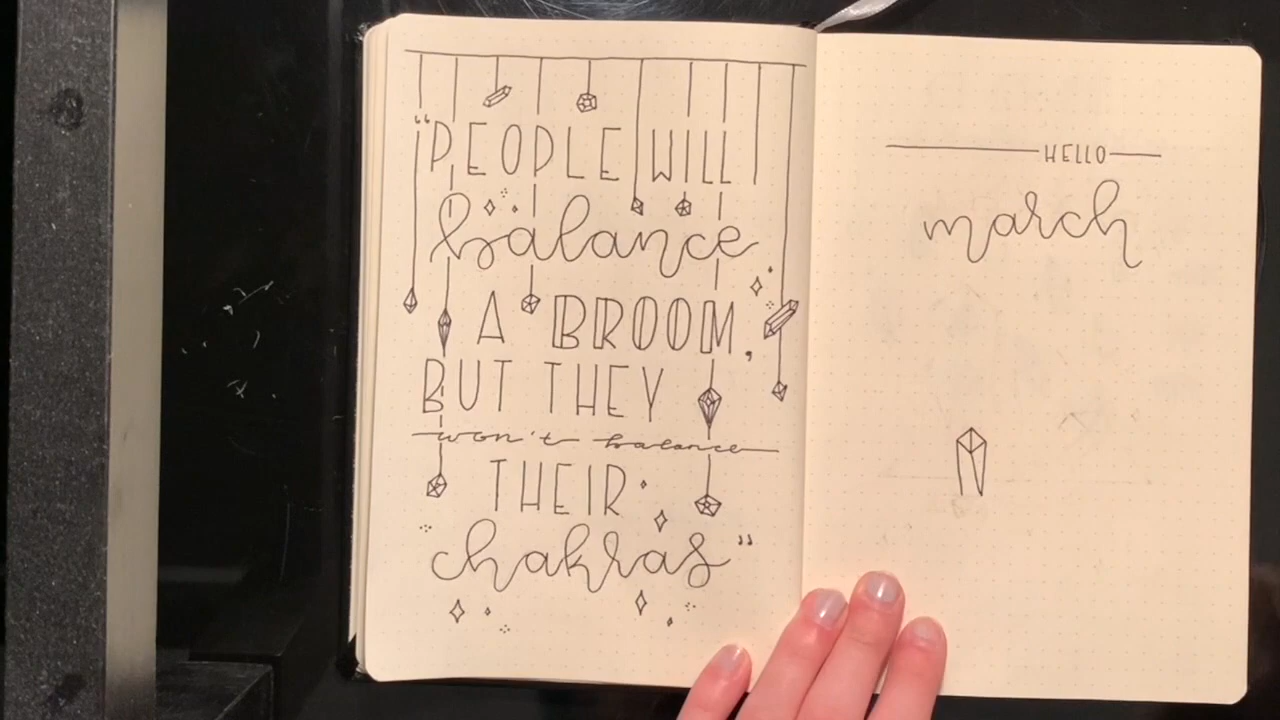 “PEOPLE WILL
balance
A BROOM,
BUT THEY
won't balance
THEIR
chakras”
HELLO
march